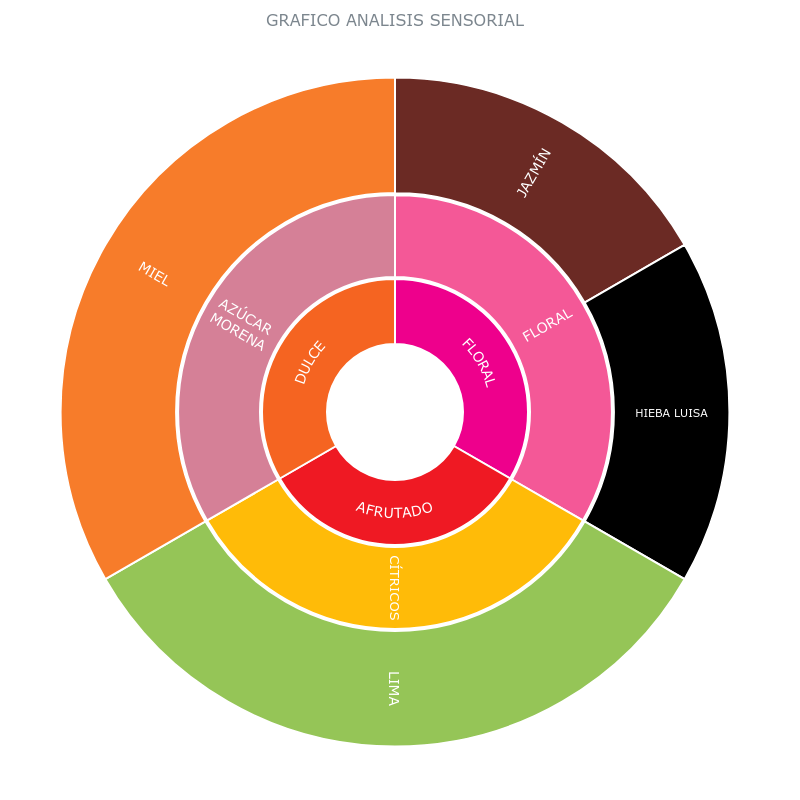 GRAFICO ANALISIS SENSORIAL
JAZMÍN
MIEL
AZÚCAR
MORENA
FLORAL
DULCE
FLORAL
HIEBA LUISA
AFRUTADO
CÍTRICOS
LIMA